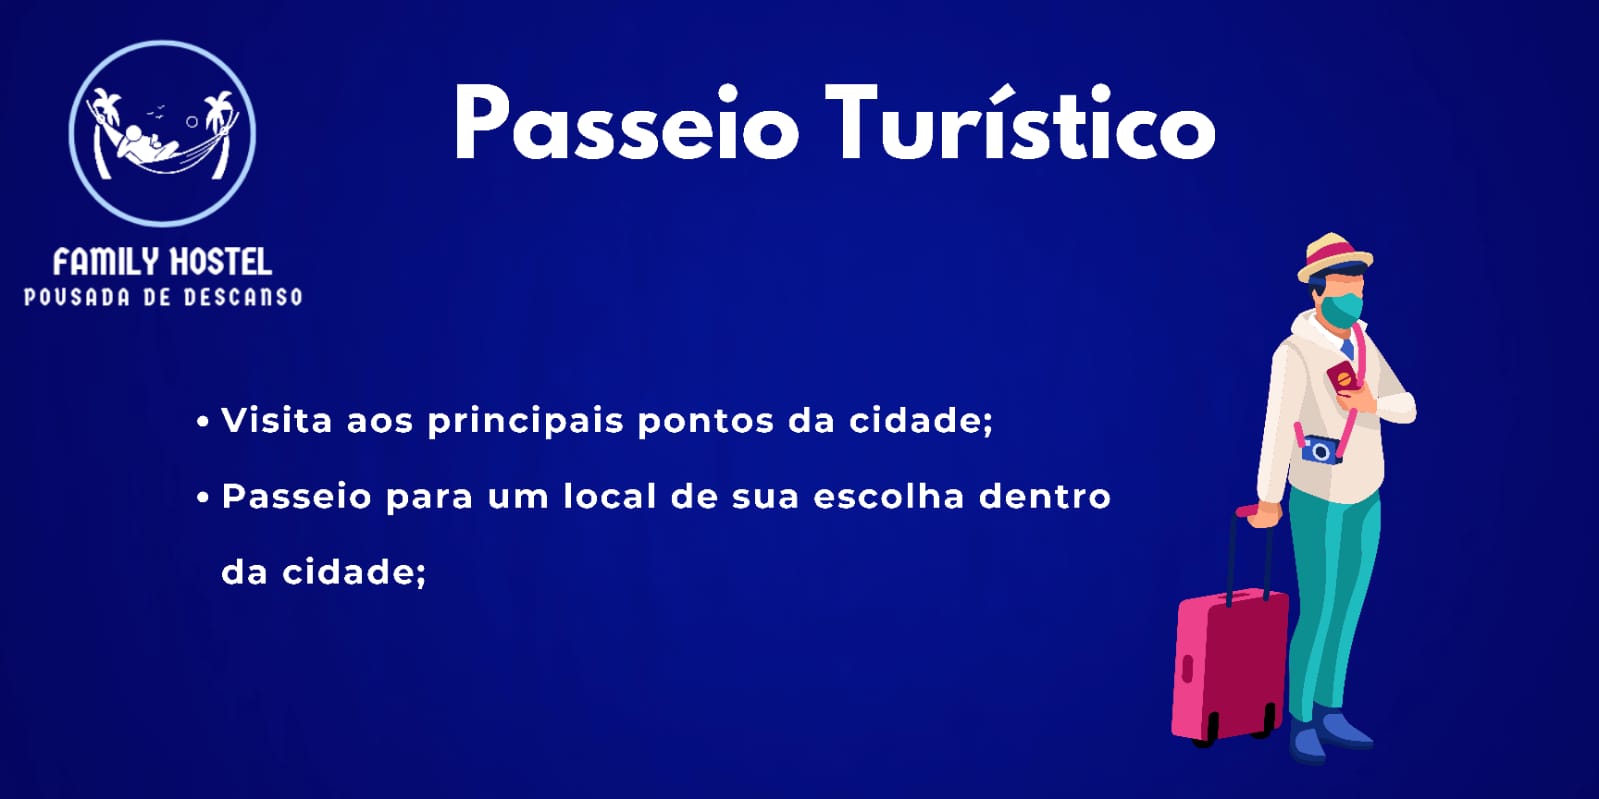 Passeio Turístico
FAMILY HOSTEL
POUSADA DE DESCANSO
• Visita aos principais pontos da cidade;
• Passeio para um local de sua escolha dentro
da cidade;